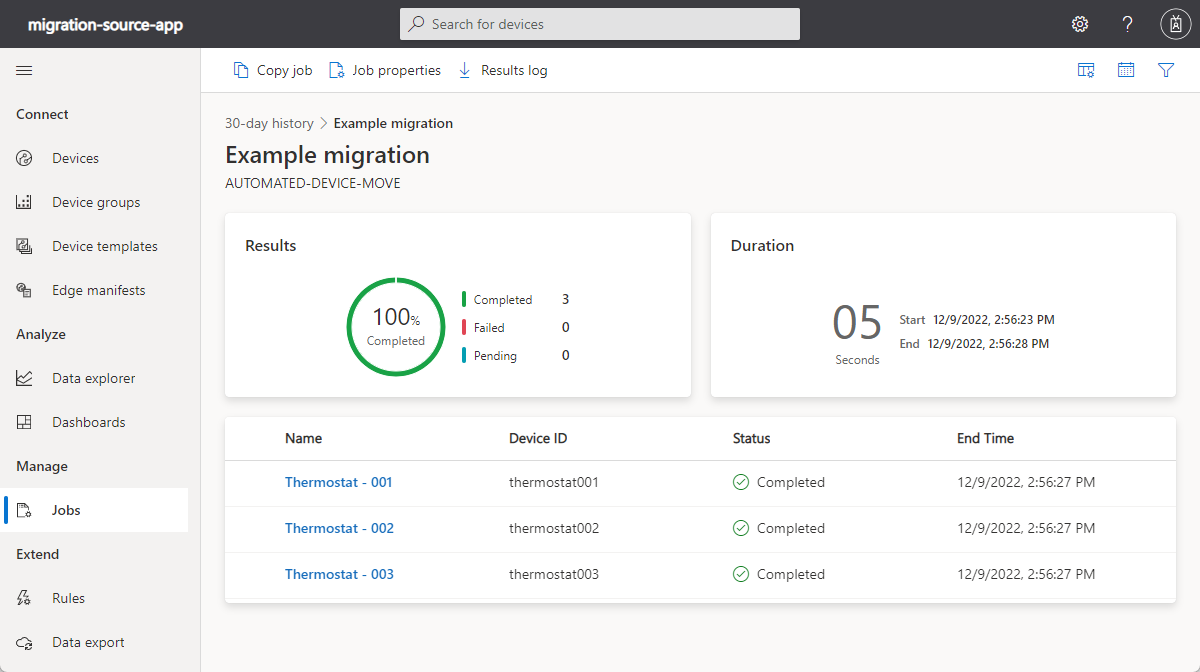 migration-source-app
Search for devices
?
Copy job Job properties Results log
Connect
Devices
Device groups
Device templates
Edge manifests
Analyze
Data explorer
Dashboards
Manage
Jobs
Extend
Rules
Data export
30-day history > Example migration
Example migration
AUTOMATED-DEVICE-MOVE
Results
100%
Completed
Completed 3
Failed 0
Pending 0
Duration
05
Seconds
Start 12/9/2022, 2:56:23 PM
End 12/9/2022, 2:56:28 PM
Name Device ID Status End Time
Thermostat - 001 thermostat001 Completed 12/9/2022, 2:56:27 PM
Thermostat - 002 thermostat002 Completed 12/9/2022, 2:56:27 PM
Thermostat - 003 thermostat003 Completed 12/9/2022, 2:56:27 PM